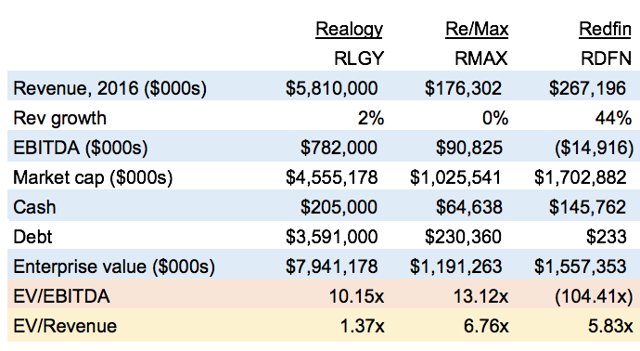 Realogy Re/Max Redfin
RLGY RMAX RDFN
Revenue, 2016 ($000s) $5,810,000 $176,302 $267,196
Rev growth 2% 0% 44%
EBITDA ($000s) $782,000 $90,825 ($14,916)
Market cap ($000s) $4,555,178 $1,025,541 $1,702,882
Cash $205,000 $64,638 $145,762
Debt $3,591,000 $230,360 $233
Enterprise value ($000s) $7,941,178 $1,191,263 $1,557,353
EV/EBITDA 10.15x 13.12x (104.41x)
EV/Revenue 1.37x 6.76x 5.83x